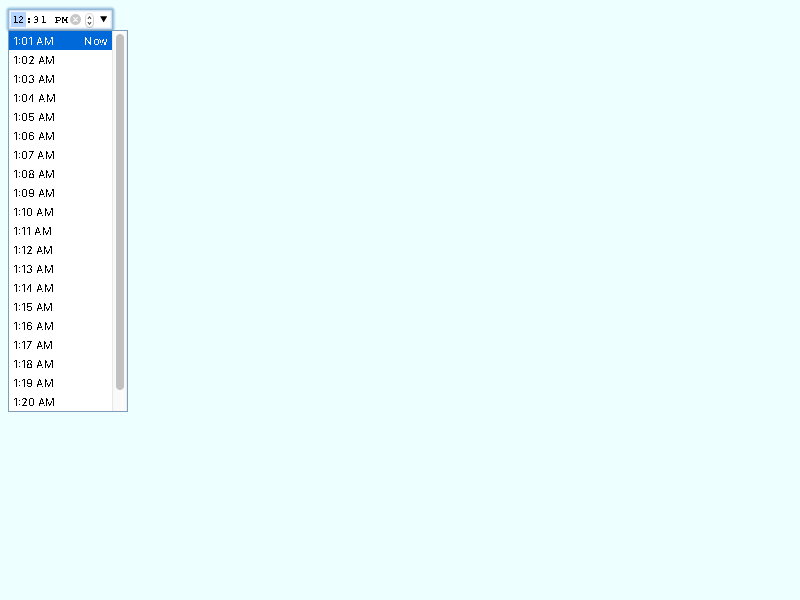 12:31 PM
1:01 AM Now
1:02 AM
1:03 AM
1:04 AM
1:05 AM
1:06 AM
1:07 AM
1:08 AM
1:09 AM
1:10 AM
1:11 AM
1:12 AM
1:13 AM
1:14 AM
1:15 AM
1:16 AM
1:17 AM
1:18 AM
1:19 AM
1:20 AM